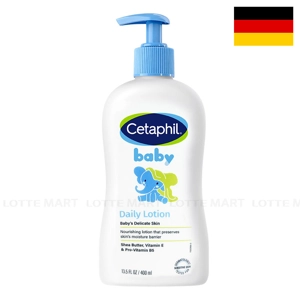 Cetaphil
baby
Daily Lotion
Baby's Delicate Skin
Nourishing lotion that preserves
skin's moisture barrier
Shea Butter, Vitamin E
& Pro-Vitamin B5
13.5 fl oz / 400 ml
LOTTE MART LOTTE MART LOTTE MART